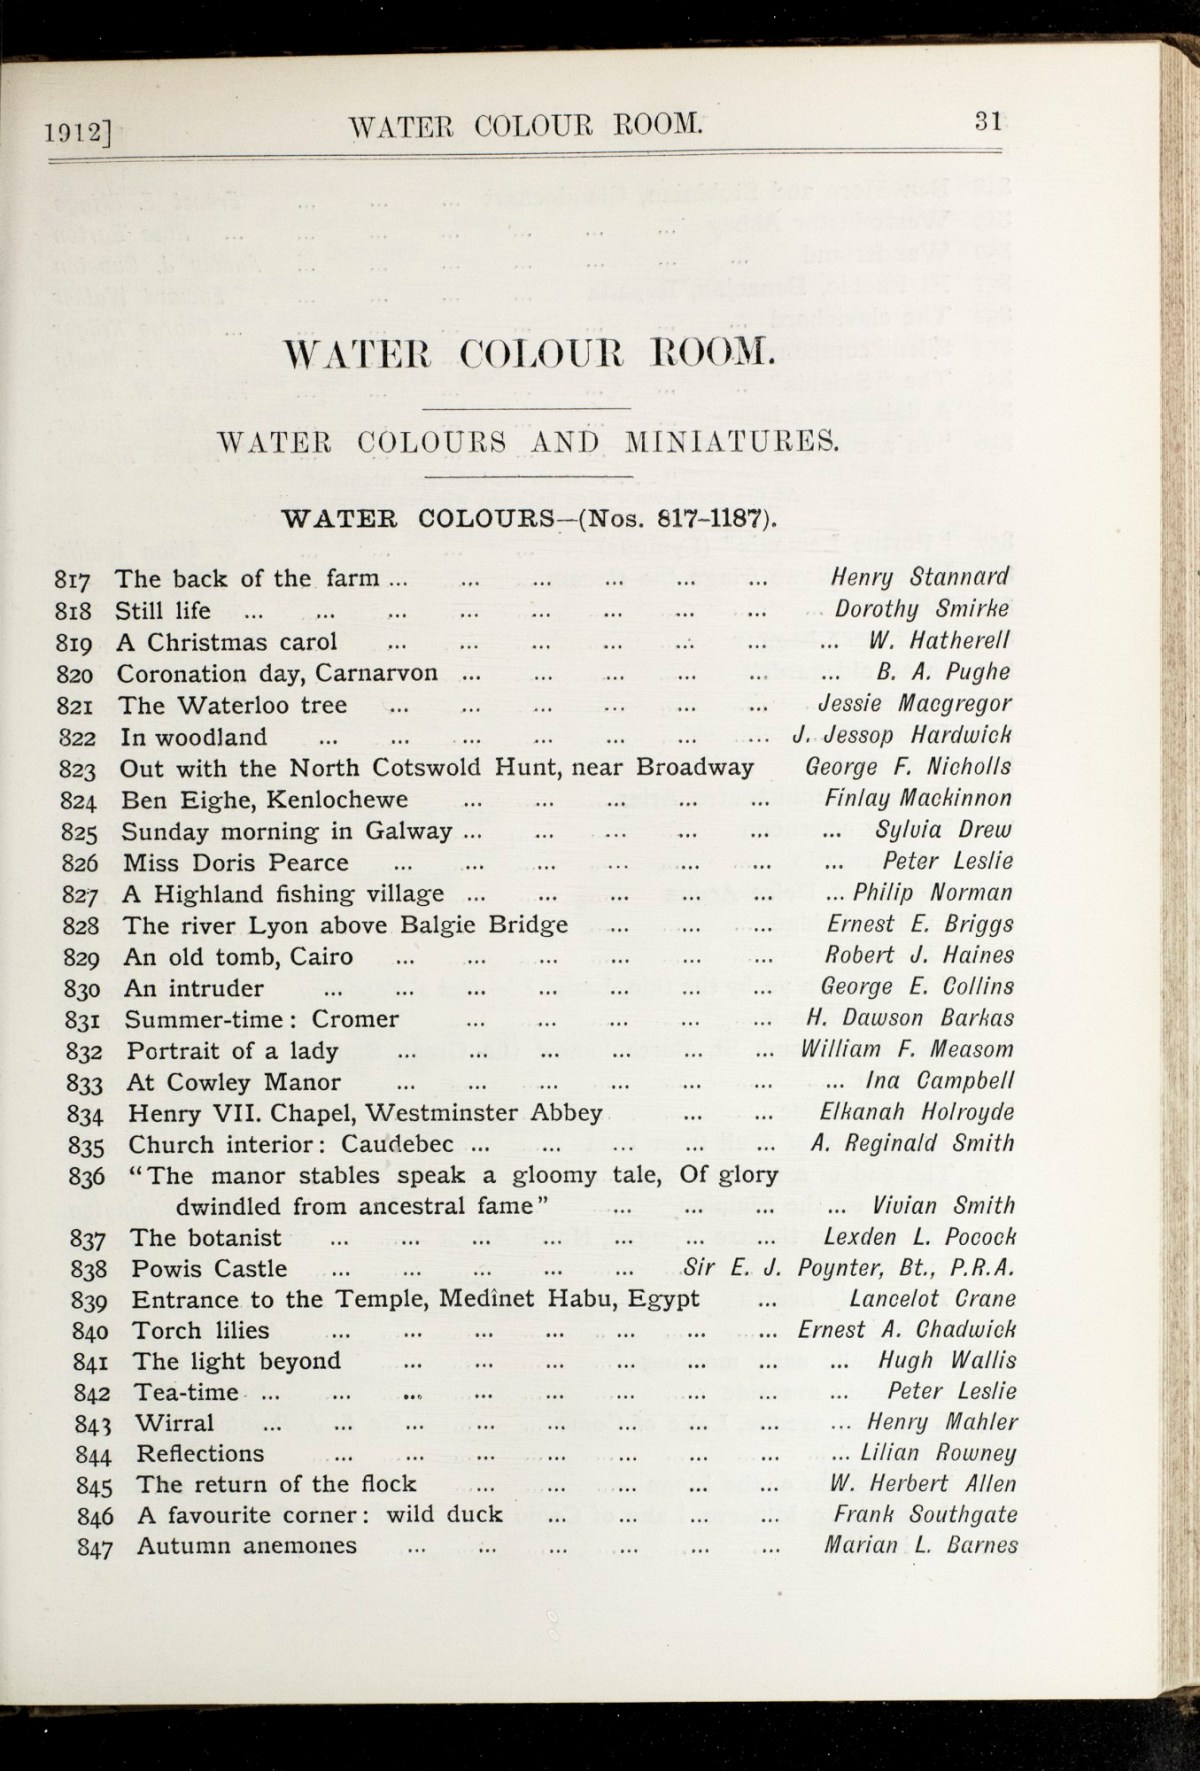 1912] WATER COLOUR ROOM. 31
WATER COLOUR ROOM.
WATER COLOURS AND MINIATURES.
WATER COLOURS—(Nos. 817-1187).
817 The back of the farm ... ... ... ... ... ... Henry Stannard
818 Still life ... ... ... ... ... ... ... ... Dorothy Smirke
819 A Christmas carol ... ... ... ... ... ... ... W. Hatherell
820 Coronation day, Carnarvon ... ... ... ... ... ... B. A. Pughe
821 The Waterloo tree ... ... ... ... ... ... Jessie Macgregor
822 In woodland ... ... ... ... ... ... ... J. Jessop Hardwick
823 Out with the North Cotswold Hunt, near Broadway George F. Nicholls
824 Ben Eighe, Kenlochewe ... ... ... ... ... Finlay Mackinnon
825 Sunday morning in Galway ... ... ... ... ... ... Sylvia Drew
826 Miss Doris Pearce ... ... ... ... ... ... ... Peter Leslie
827 A Highland fishing village ... ... ... ... ... ... Philip Norman
828 The river Lyon above Balgie Bridge ... ... ... Ernest E. Briggs
829 An old tomb, Cairo ... ... ... ... ... ... Robert J. Haines
830 An intruder ... ... ... ... ... ... ... George E. Collins
831 Summer-time: Cromer ... ... ... ... ... H. Dawson Barkas
832 Portrait of a lady ... ... ... ... ... ... William F. Measom
833 At Cowley Manor ... ... ... ... ... ... ... Ina Campbell
834 Henry VII. Chapel, Westminster Abbey ... ... Elkanah Holroyde
835 Church interior: Caudebec ... ... ... ... ... A. Reginald Smith
836 "The manor stables speak a gloomy tale, Of glory
dwindled from ancestral fame" ... ... ... ... Vivian Smith
837 The botanist ... ... ... ... ... ... ... Lexden L. Pocock
838 Powis Castle ... ... ... ... ... Sir E. J. Poynter, Bt., P.R.A.
839 Entrance to the Temple, Medînet Habu, Egypt ... Lancelot Crane
840 Torch lilies ... ... ... ... ... ... ... Ernest A. Chadwick
841 The light beyond ... ... ... ... ... ... ... Hugh Wallis
842 Tea-time ... ... ... ... ... ... ... ... ... Peter Leslie
843 Wirral ... ... ... ... ... ... ... ... ... Henry Mahler
844 Reflections ... ... ... ... ... ... ... ... Lilian Rowney
845 The return of the flock ... ... ... ... ... W. Herbert Allen
846 A favourite corner: wild duck ... ... ... ... Frank Southgate
847 Autumn anemones ... ... ... ... ... ... Marian L. Barnes